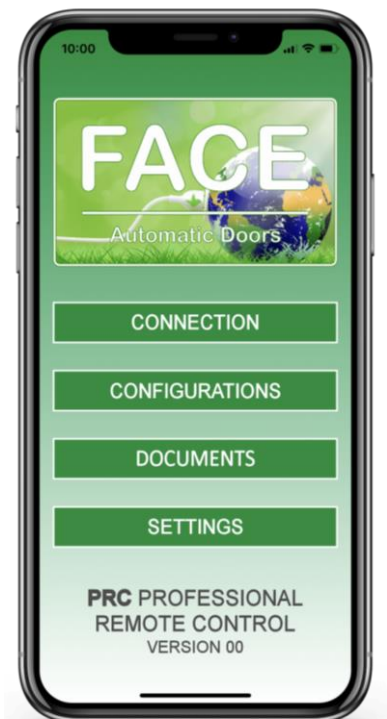 10:00
FACE
Automatic Doors
CONNECTION
CONFIGURATIONS
DOCUMENTS
SETTINGS
PRC PROFESSIONAL
REMOTE CONTROL
VERSION 00